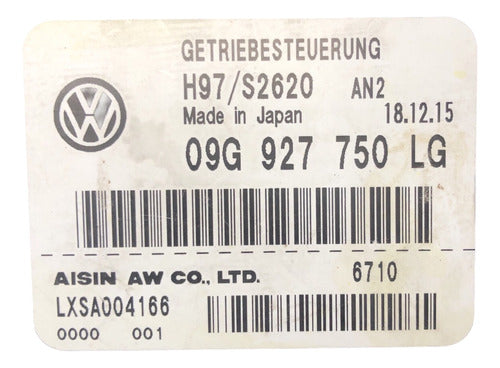 GETRIEBESTEUERUNG
H97/S2620 AN2
Made in Japan 18.12.15
09G 927 750 LG
AISIN AW CO., LTD. 6710
LXSA004166
0000 001